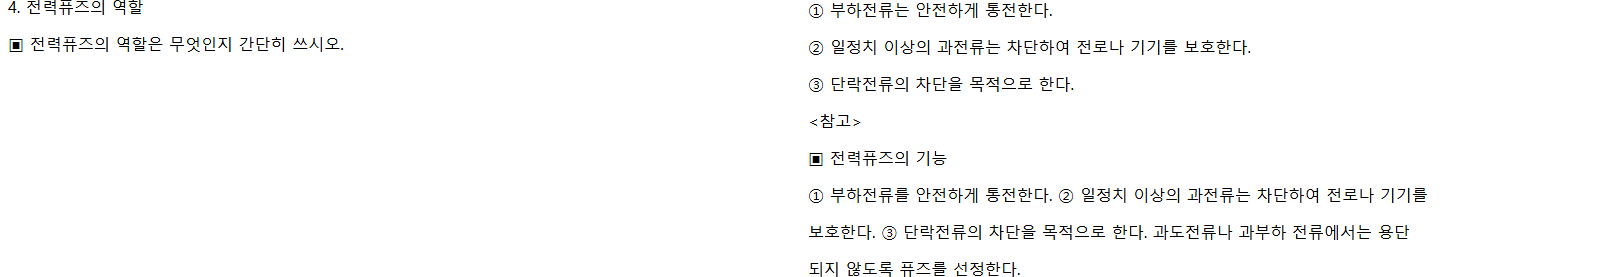 4. 전력퓨즈의 역할
▣ 전력퓨즈의 역할은 무엇인지 간단히 쓰시오.
① 부하전류는 안전하게 통전한다.
② 일정치 이상의 과전류는 차단하여 전로나 기기를 보호한다.
③ 단락전류의 차단을 목적으로 한다.
<참고>
▣ 전력퓨즈의 기능
① 부하전류를 안전하게 통전한다. ② 일정치 이상의 과전류는 차단하여 전로나 기기를
보호한다. ③ 단락전류의 차단을 목적으로 한다. 과도전류나 과부하 전류에서는 용단
되지 않도록 퓨즈를 선정한다.